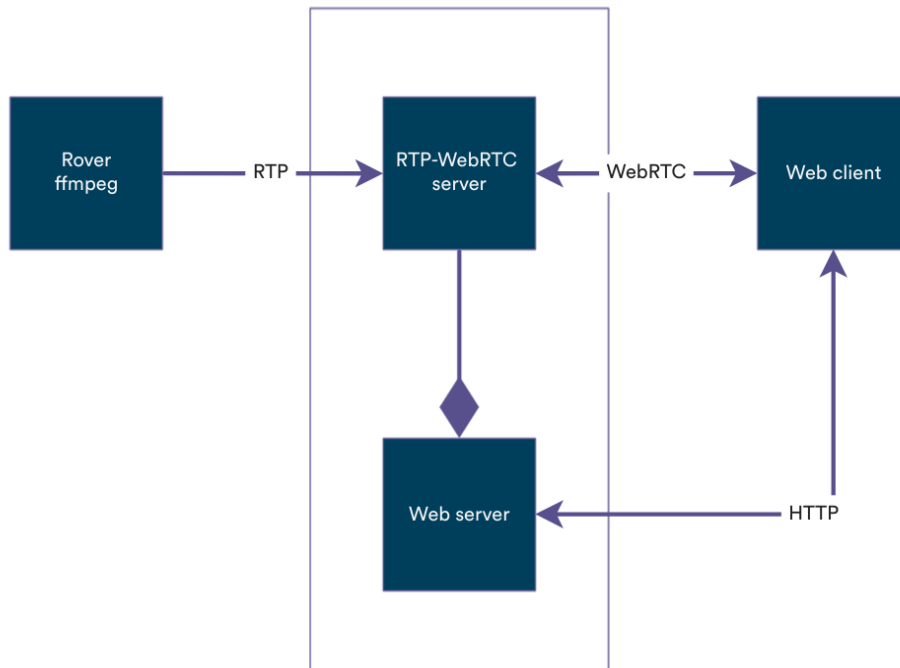 Rover
ffmpeg
RTP
RTP-WebRTC
server
WebRTC
Web client
Web server
HTTP